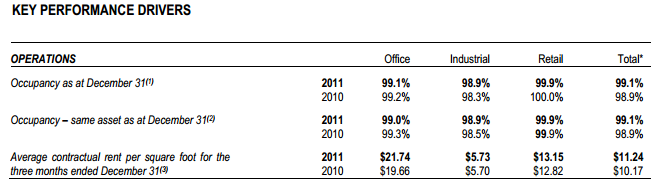 KEY PERFORMANCE DRIVERS
OPERATIONS Office Industrial Retail Total*
Occupancy as at December 31(1) 2011 99.1% 98.9% 99.9% 99.1%
2010 99.2% 98.3% 100.0% 98.9%
Occupancy – same asset as at December 31(2) 2011 99.0% 98.9% 99.9% 99.1%
2010 99.3% 98.5% 99.9% 98.9%
Average contractual rent per square foot for the 2011 $21.74 $5.73 $13.15 $11.24
three months ended December 31(3) 2010 $19.66 $5.70 $12.82 $10.17